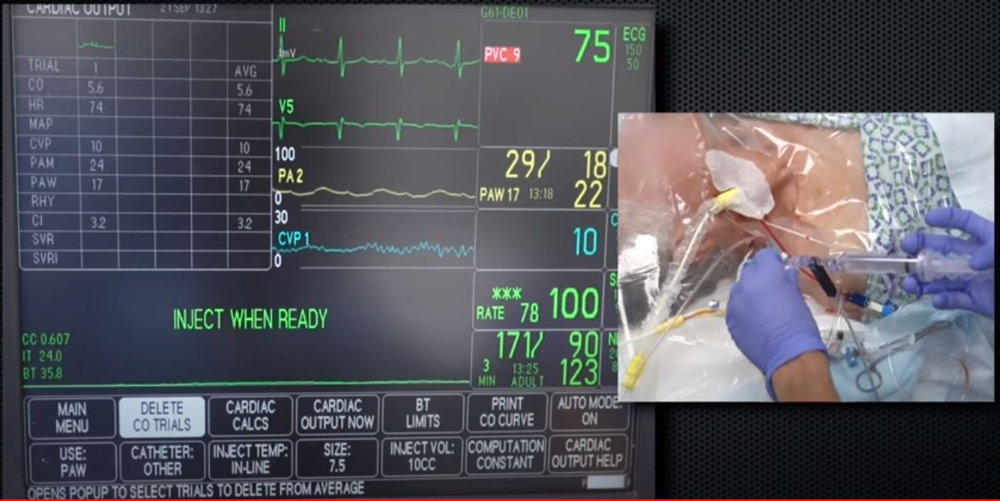 CARDIAC OUTPUT 21 SEP 1327
TRIAL 1 AVG
CO 5.6 5.6
HR 74 74
MAP
CVP 10 10
PAM 24 24
PAW 17 17
RHY
CI 3.2 3.2
SVR
SVRI
INJECT WHEN READY
CC 0.607
IT 24.0
BT 35.8
II
1mV
V5
100
PA 2
0
30
CVP 1
0
G61-DE01
PVC 9 75 ECG
150
50
29/ 18
PAW 17 13:18 22
10
***
RATE 78 100
171/ 90
3 13:25 123
MIN ADULT
MAIN MENU
DELETE CO TRIALS
CARDIAC CALCS
CARDIAC OUTPUT NOW
BT LIMITS
PRINT CO CURVE
AUTO MODE: ON
USE: PAW
CATHETER: OTHER
INJECT TEMP: IN-LINE
SIZE: 7.5
INJECT VOL: 10CC
COMPUTATION CONSTANT
CARDIAC OUTPUT HELP
OPENS POPUP TO SELECT TRIALS TO DELETE FROM AVERAGE